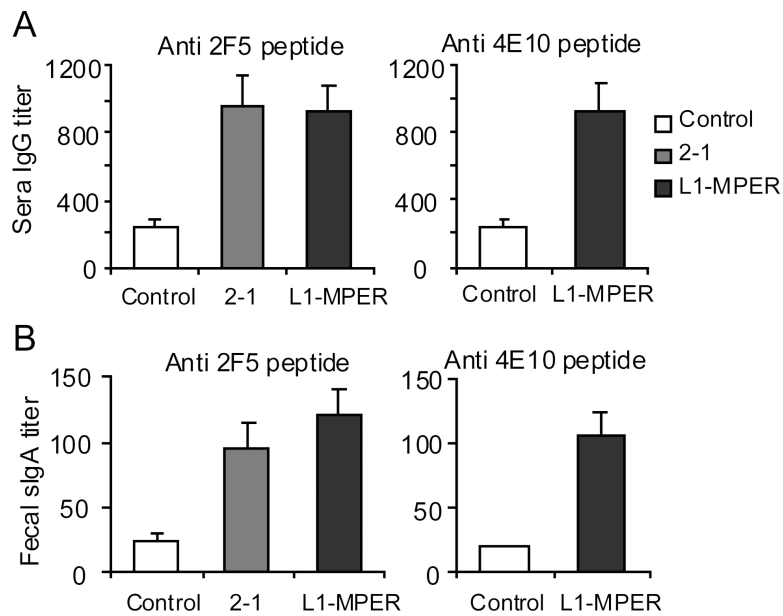 A
Anti 2F5 peptide
Anti 4E10 peptide
Sera IgG titer
1200
800
400
0
Control 2-1 L1-MPER
1200
800
400
0
Control L1-MPER
Control
2-1
L1-MPER
B
Anti 2F5 peptide
Anti 4E10 peptide
Fecal sIgA titer
150
100
50
0
Control 2-1 L1-MPER
150
100
50
0
Control L1-MPER